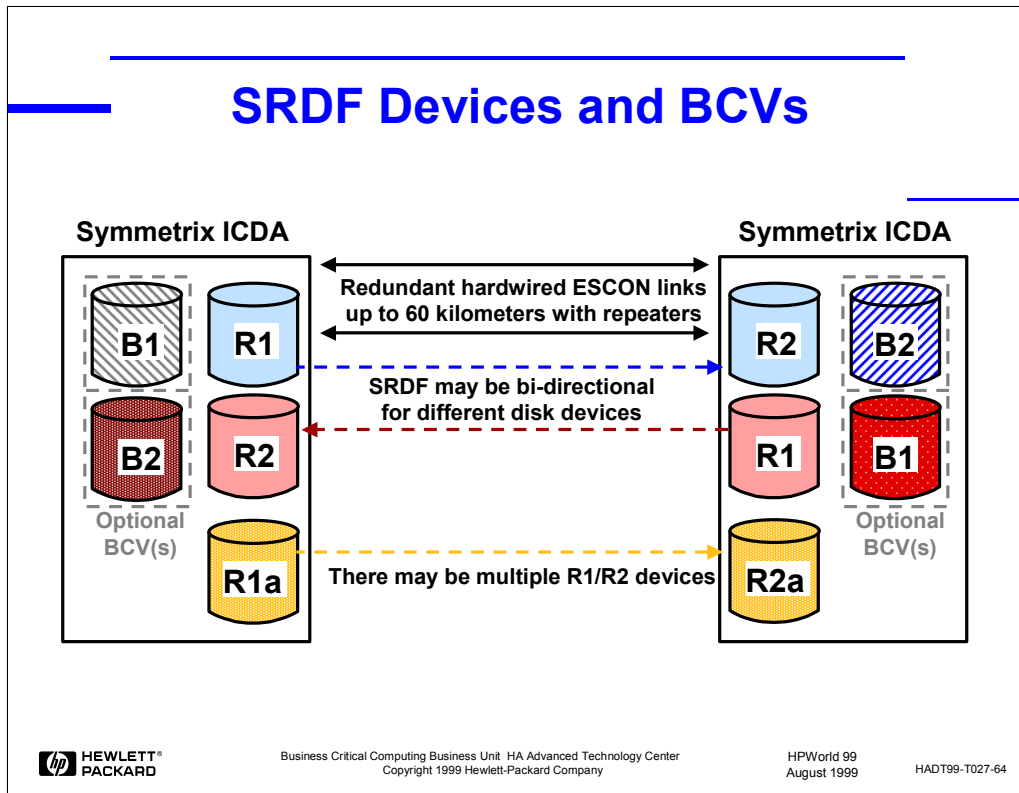 SRDF Devices and BCVs
Symmetrix ICDA
Symmetrix ICDA
Redundant hardwired ESCON links
up to 60 kilometers with repeaters
B1
R1
R2
B2
SRDF may be bi-directional
for different disk devices
B2
R2
R1
B1
Optional
BCV(s)
Optional
BCV(s)
R1a
There may be multiple R1/R2 devices
R2a
hp HEWLETT®
PACKARD
Business Critical Computing Business Unit HA Advanced Technology Center
Copyright 1999 Hewlett-Packard Company
HPWorld 99
August 1999
HADT99-T027-64